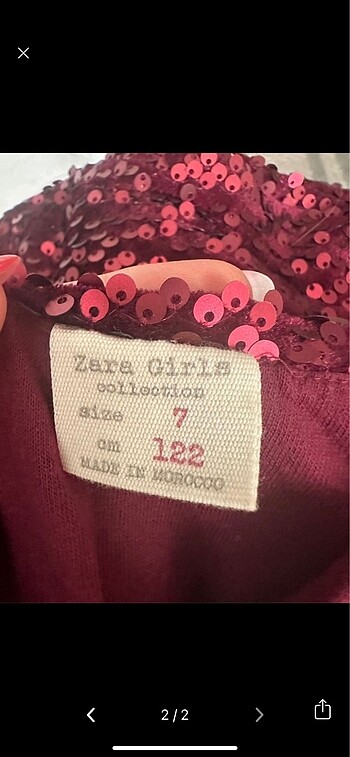 Zara Girls
collection
size 7
cm 122
MADE IN MOROCCO
2/2